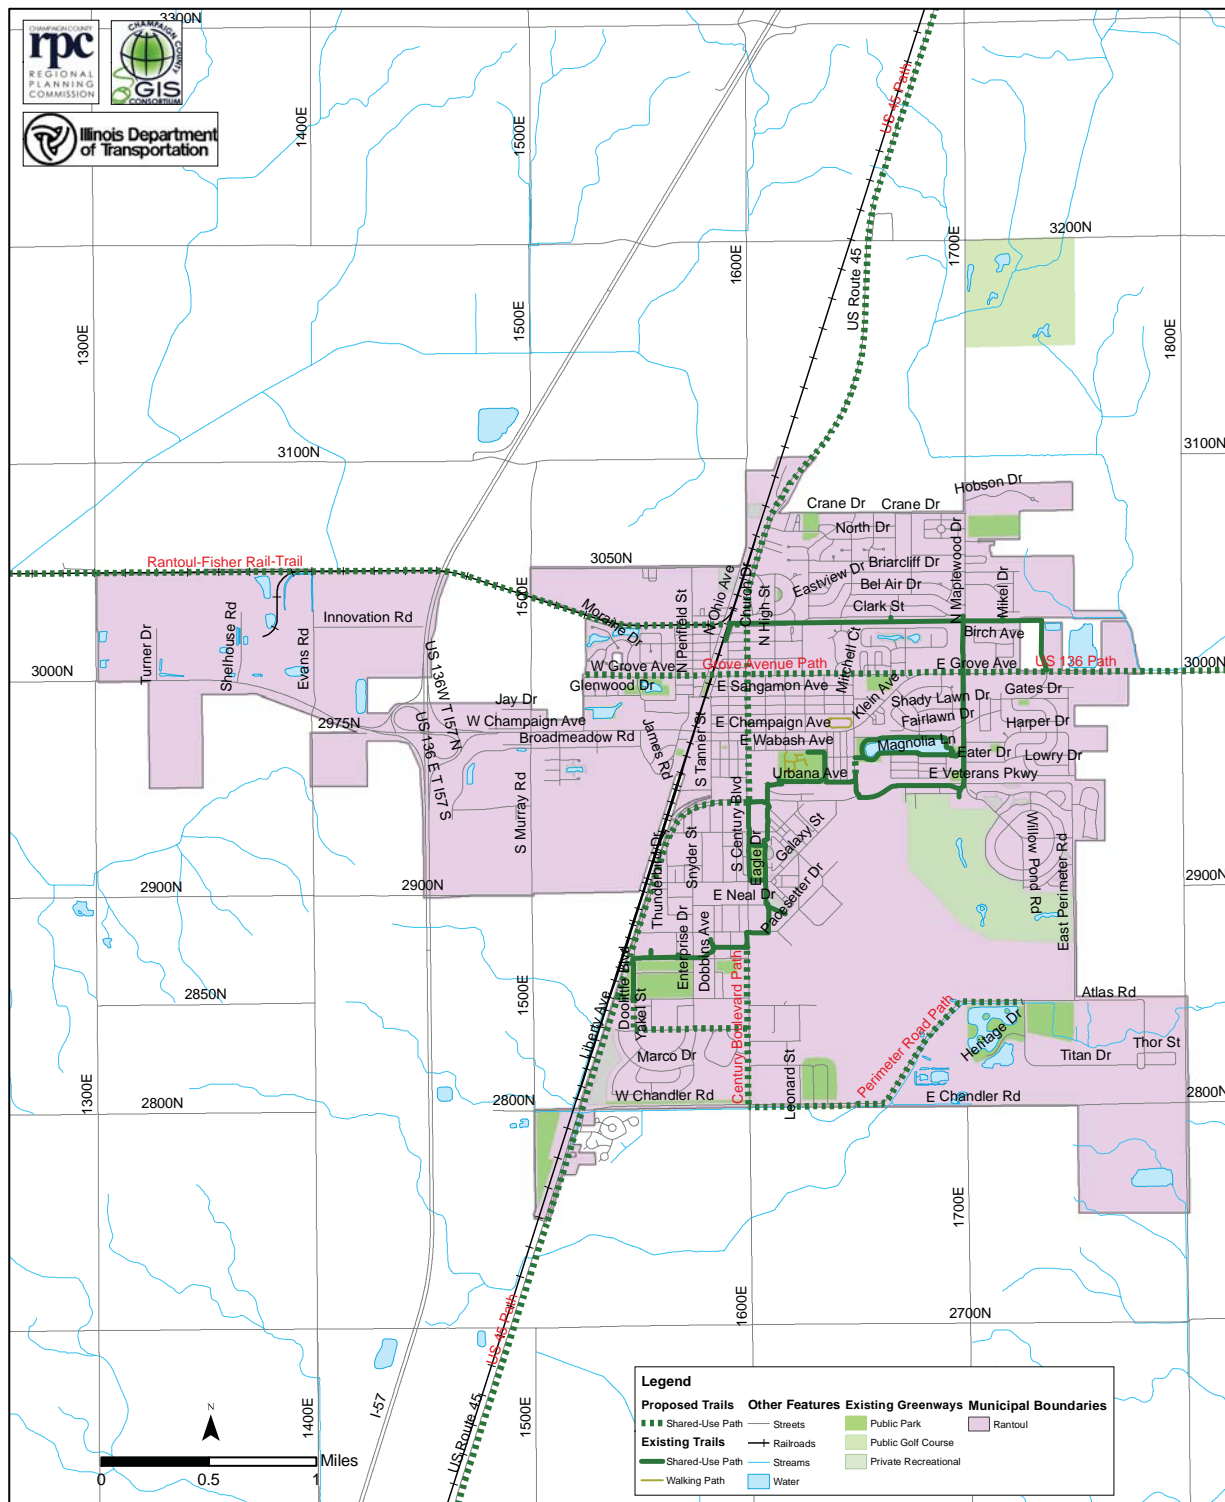 CHAMPAIGN COUNTY
rpc
REGIONAL
PLANNING
COMMISSION
CHAMPAIGN COUNTY
GIS
CONSORTIUM
Illinois Department
of Transportation
3300N
1400E
1500E
US 45 Path
1600E
1700E
3200N
US Route 45
1300E
1500E
1800E
3100N
3100N
Hobson Dr
Crane Dr
Crane Dr
North Dr
N Maplewood Dr
Rantoul-Fisher Rail-Trail
3050N
Briarcliff Dr
Eastview Dr
Bel Air Dr
Mikel Dr
1500E
N Ohio Ave
Church Dr
N High St
N Penfield St
Moraine Dr
Clark St
Shelhouse Rd
Innovation Rd
Turner Dr
Evans Rd
Birch Ave
Mitchell Ct
3000N
US 136W T I57 N
W Grove Ave
Grove Avenue Path
E Grove Ave
US 136 Path
3000N
Glenwood Dr
E Sangamon Ave
Klein Ave
Gates Dr
Jay Dr
Shady Lawn Dr
2975N
W Champaign Ave
E Champaign Ave
Fairlawn Dr
Harper Dr
US 136 E T I57 S
Broadmeadow Rd
James Rd
S Tanner St
E Wabash Ave
Magnolia Ln
Eater Dr
Lowry Dr
Urbana Ave
E Veterans Pkwy
S Murray Rd
S Century Blvd
Thunderbird Dr
Snyder St
Eagle Dr
Galaxy St
Willow Pond Rd
East Perimeter Rd
2900N
2900N
2900N
E Neal Dr
Pacesetter Dr
Enterprise Dr
Dobbins Ave
2850N
1500E
Doolittle Blvd
Liberty Ave
Yakel St
Century Boulevard Path
Perimeter Road Path
Atlas Rd
Heritage Dr
Marco Dr
Leonard St
Titan Dr
Thor St
1300E
2800N
2800N
W Chandler Rd
E Chandler Rd
2800N
1700E
1600E
2700N
US 45 Path
1400E
I-57
US Route 45
1500E
N
Miles
0
0.5
1
Legend
Proposed Trails
Shared-Use Path
Existing Trails
Shared-Use Path
Walking Path
Other Features
Streets
Railroads
Streams
Water
Existing Greenways
Public Park
Public Golf Course
Private Recreational
Municipal Boundaries
Rantoul